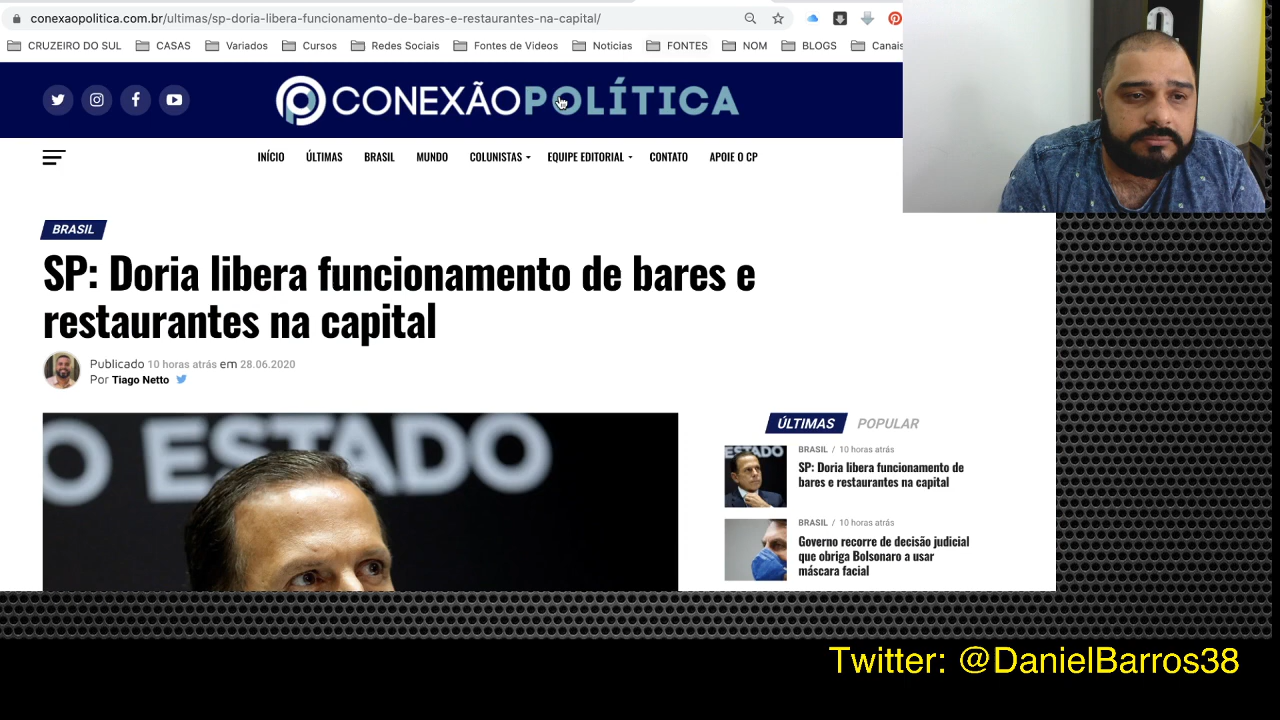 conexaopolitica.com.br/ultimas/sp-doria-libera-funcionamento-de-bares-e-restaurantes-na-capital/
CRUZEIRO DO SUL CASAS Variados Cursos Redes Sociais Fontes de Videos Noticias FONTES NOM BLOGS Canais
CONEXÃO POLÍTICA
INÍCIO ÚLTIMAS BRASIL MUNDO COLUNISTAS EQUIPE EDITORIAL CONTATO APOIE O CP
BRASIL
SP: Doria libera funcionamento de bares e
restaurantes na capital
Publicado 10 horas atrás em 28.06.2020
Por Tiago Netto
O ESTADO
ÚLTIMAS POPULAR
ESTADO
BRASIL / 10 horas atrás
SP: Doria libera funcionamento de
bares e restaurantes na capital
BRASIL / 10 horas atrás
Governo recorre de decisão judicial
que obriga Bolsonaro a usar
máscara facial
Twitter: @DanielBarros38